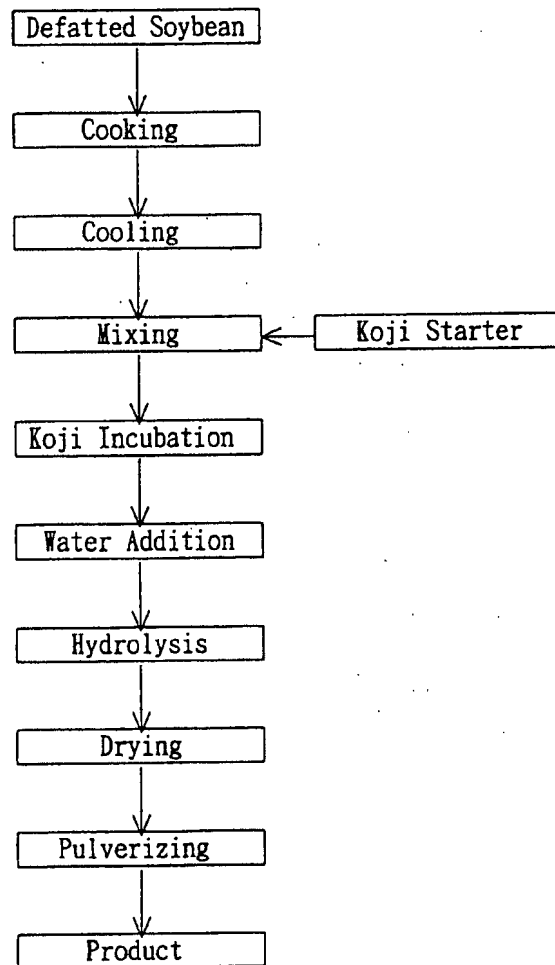 Defatted Soybean
Cooking
Cooling
Mixing
Koji Starter
Koji Incubation
Water Addition
Hydrolysis
Drying
Pulverizing
Product